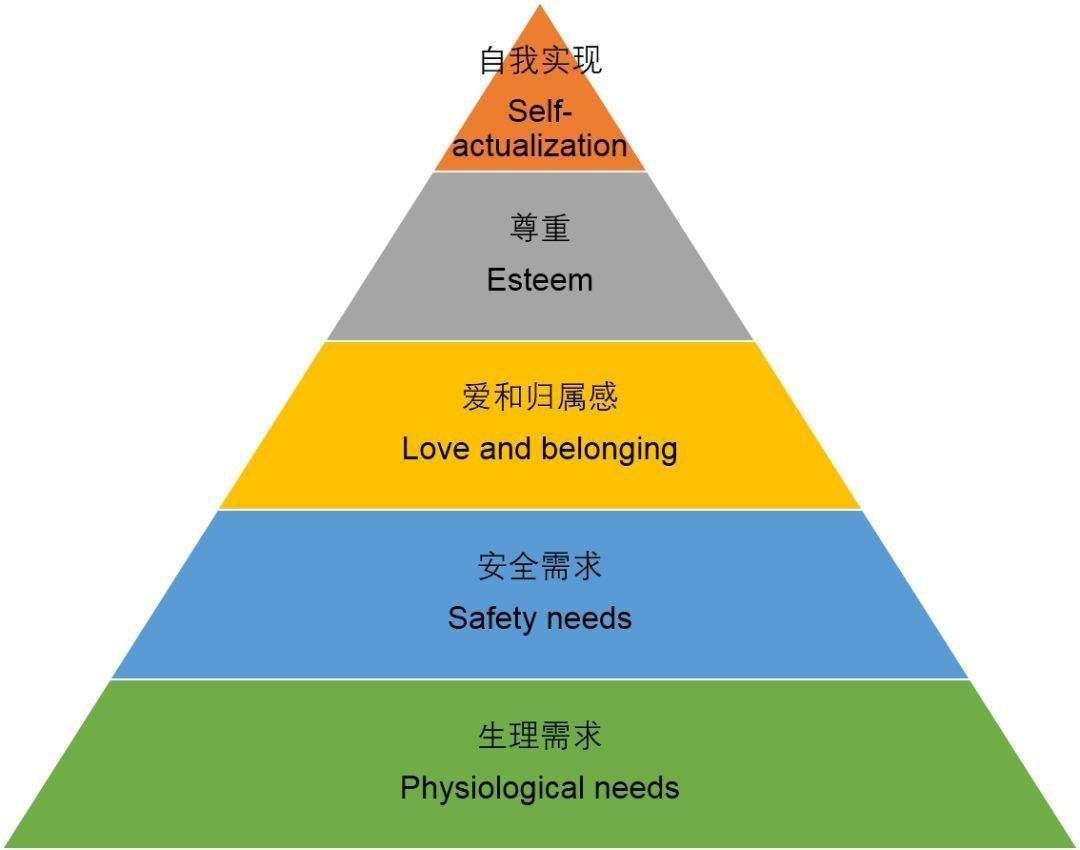 自我实现
Self-
actualization
尊重
Esteem
爱和归属感
Love and belonging
安全需求
Safety needs
生理需求
Physiological needs